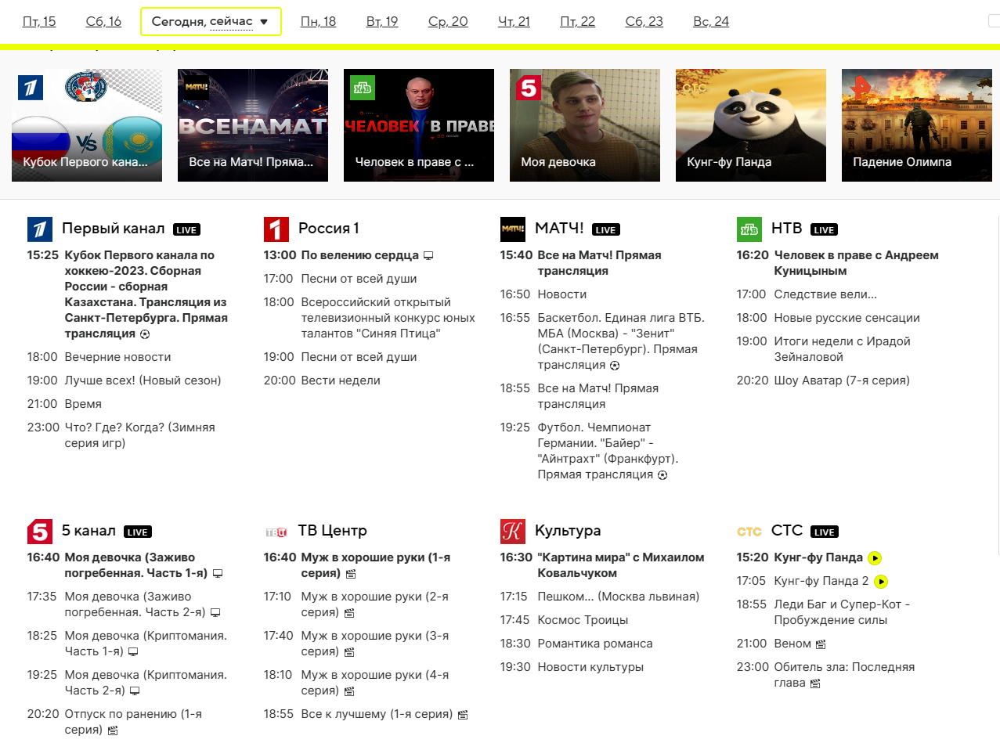 Пт, 15
Сб, 16
Сегодня, сейчас
Пн, 18
Вт, 19
Ср, 20
Чт, 21
Пт, 22
Сб, 23
Вс, 24
МАТЧ!
НТВ
5
СТС
VS
ВСЕНАМАТ
ЧЕЛОВЕК В ПРАВЕ
Кубок Первого кана...
Все на Матч! Пряма...
Человек в праве с ...
Моя девочка
Кунг-фу Панда
Падение Олимпа
1 Первый канал LIVE
15:25 Кубок Первого канала по
хоккею-2023. Сборная
России - сборная
Казахстана. Трансляция из
Санкт-Петербурга. Прямая
трансляция
18:00 Вечерние новости
19:00 Лучше всех! (Новый сезон)
21:00 Время
23:00 Что? Где? Когда? (Зимняя
серия игр)
1 Россия 1
13:00 По велению сердца
17:00 Песни от всей души
18:00 Всероссийский открытый
телевизионный конкурс юных
талантов "Синяя Птица"
19:00 Песни от всей души
20:00 Вести недели
МАТЧ! МАТЧ! LIVE
15:40 Все на Матч! Прямая
трансляция
16:50 Новости
16:55 Баскетбол. Единая лига ВТБ.
МБА (Москва) - "Зенит"
(Санкт-Петербург). Прямая
трансляция
18:55 Все на Матч! Прямая
трансляция
19:25 Футбол. Чемпионат
Германии. "Байер" -
"Айнтрахт" (Франкфурт).
Прямая трансляция
НТВ НТВ LIVE
16:20 Человек в праве с Андреем
Куницыным
17:00 Следствие вели...
18:00 Новые русские сенсации
19:00 Итоги недели с Ирадой
Зейналовой
20:20 Шоу Аватар (7-я серия)
5 5 канал LIVE
16:40 Моя девочка (Заживо
погребенная. Часть 1-я)
17:35 Моя девочка (Заживо
погребенная. Часть 2-я)
18:25 Моя девочка (Криптомания.
Часть 1-я)
19:25 Моя девочка (Криптомания.
Часть 2-я)
20:20 Отпуск по ранению (1-я
серия)
ТВЦ ТВ Центр
16:40 Муж в хорошие руки (1-я
серия)
17:10 Муж в хорошие руки (2-я
серия)
17:40 Муж в хорошие руки (3-я
серия)
18:10 Муж в хорошие руки (4-я
серия)
18:55 Все к лучшему (1-я серия)
К Культура
16:30 "Картина мира" с Михаилом
Ковальчуком
17:15 Пешком... (Москва львиная)
17:45 Космос Троицы
18:30 Романтика романса
19:30 Новости культуры
СТС СТС LIVE
15:20 Кунг-фу Панда
17:05 Кунг-фу Панда 2
18:55 Леди Баг и Супер-Кот -
Пробуждение силы
21:00 Веном
23:00 Обитель зла: Последняя
глава